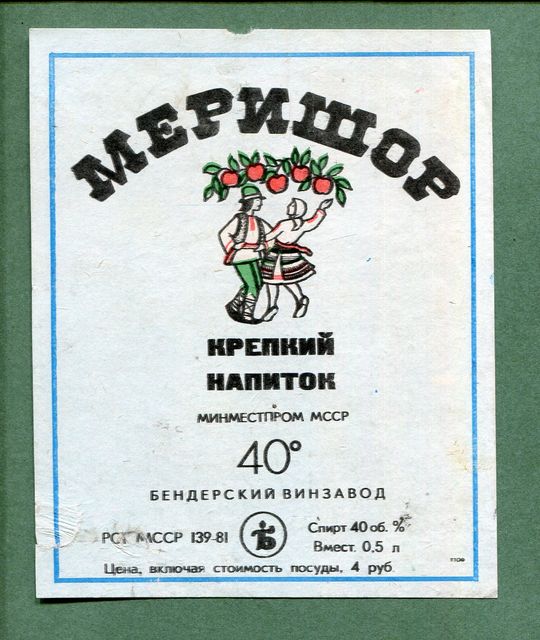 МЕРИШОР
КРЕПКИЙ
НАПИТОК
МИНМЕСТПРОМ МССР
40°
БЕНДЕРСКИЙ ВИНЗАВОД
РСТ МССР 139-81
Б
Спирт 40 об. %
Вмест. 0,5 л
Цена, включая стоимость посуды, 4 руб.